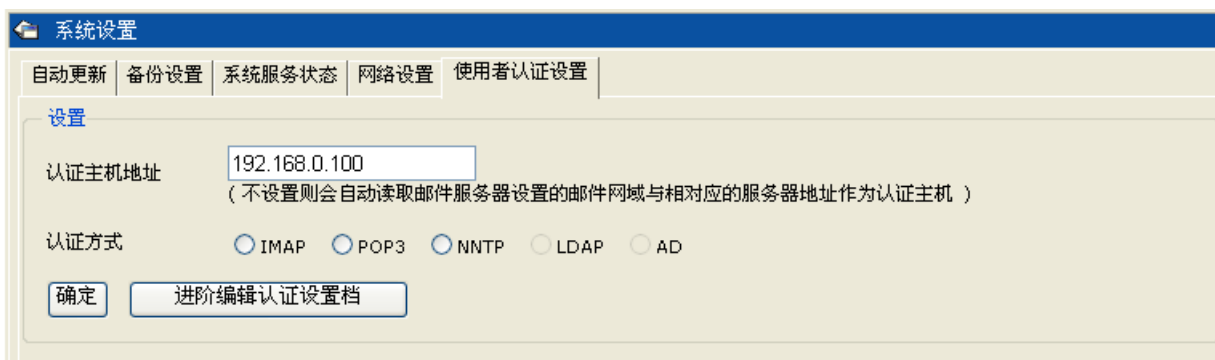 系统设置
自动更新 备份设置 系统服务状态 网络设置 使用者认证设置
设置
认证主机地址 192.168.0.100
（不设置则会自动读取邮件服务器设置的邮件网域与相对应的服务器地址作为认证主机）
认证方式 IMAP POP3 NNTP LDAP AD
确定 进阶编辑认证设置档